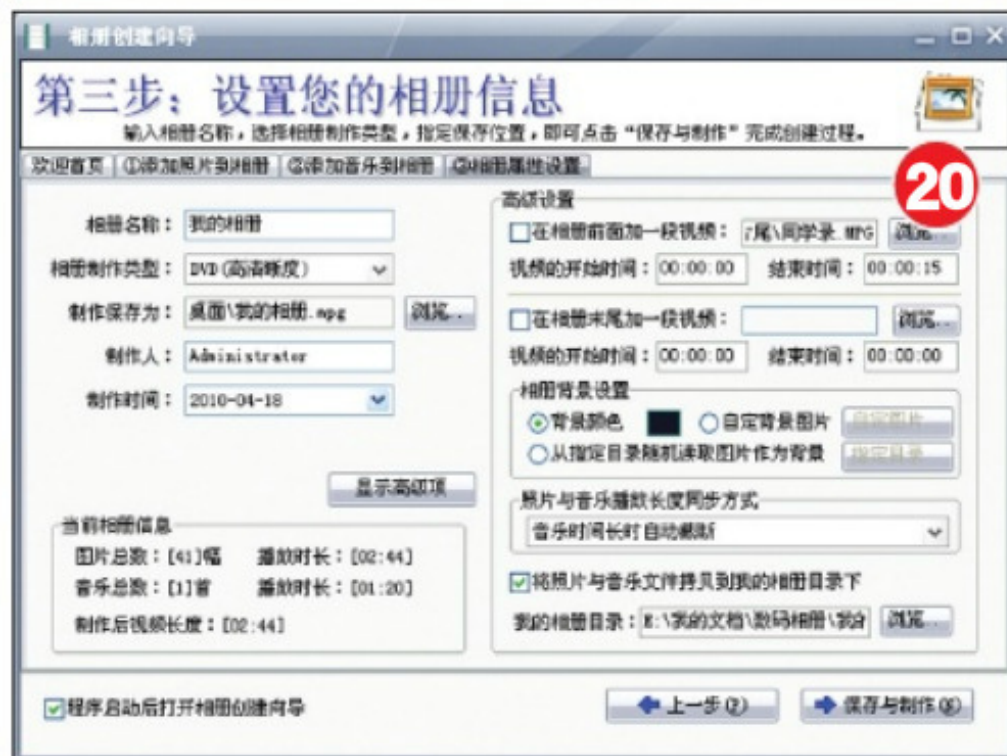 相册创建向导
第三步：设置您的相册信息
输入相册名称，选择相册制作类型，指定保存位置，即可点击“保存与制作”完成创建过程。
20
欢迎首页 ①添加照片到相册 ②添加音乐到相册 ③相册属性设置
相册名称：我的相册
相册制作类型：DVD(高清晰度)
制作保存为：桌面\我的相册.mpg 浏览..
制作人：Administrator
制作时间：2010-04-18
显示高级项
当前相册信息
图片总数：[41]幅 播放时长：[02:44]
音乐总数：[1]首 播放时长：[01:20]
制作后视频长度：[02:44]
高级设置
在相册前面加一段视频：尾\同学录.MPG 浏览..
视频的开始时间：00:00:00 结束时间：00:00:15
在相册末尾加一段视频： 浏览..
视频的开始时间：00:00:00 结束时间：00:00:00
相册背景设置
背景颜色 自定背景图片 自定图片
从指定目录随机读取图片作为背景 指定目录
照片与音乐播放长度同步方式
音乐时间长时自动截断
将照片与音乐文件拷贝到我的相册目录下
我的相册目录：E:\我的文档\数码相册\我的 浏览..
程序启动后打开相册创建向导
上一步(P) 保存与制作(X)